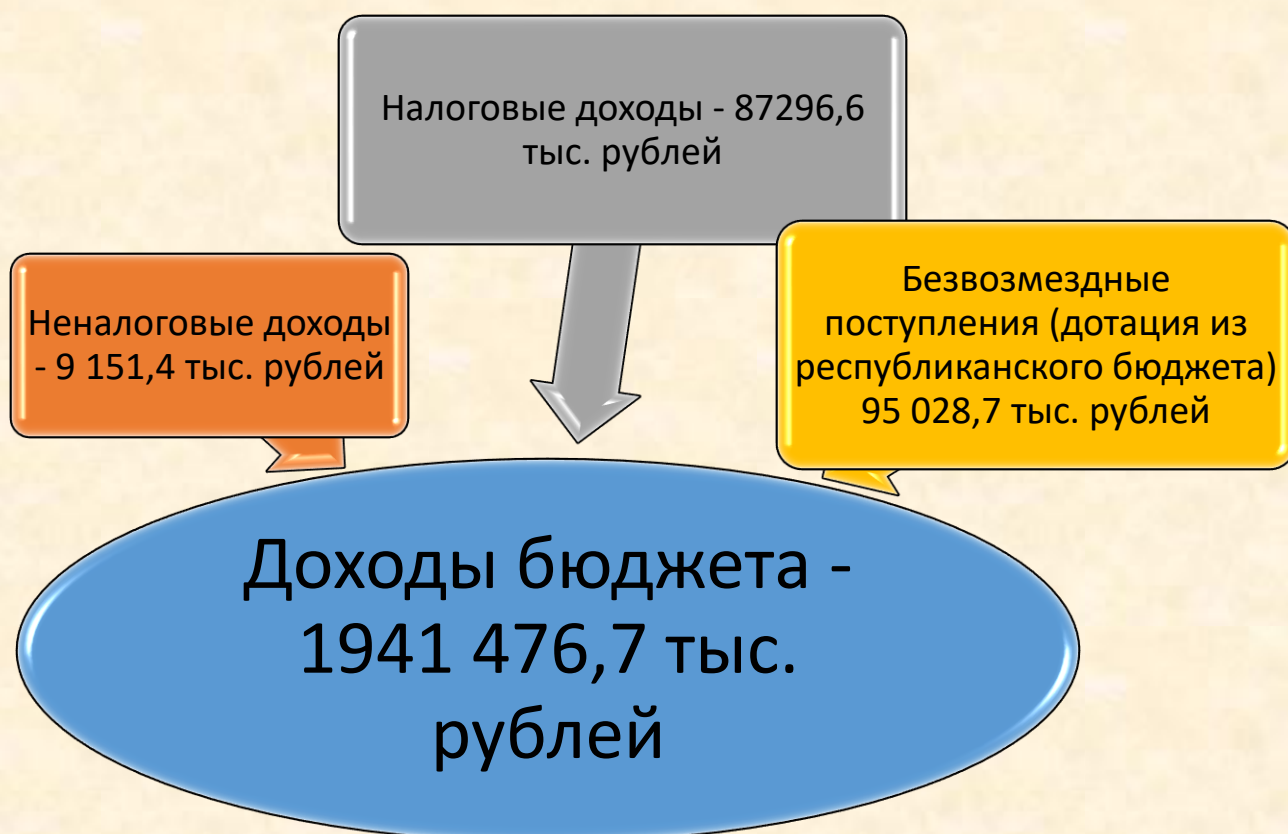 Налоговые доходы - 87296,6
тыс. рублей
Неналоговые доходы
- 9 151,4 тыс. рублей
Безвозмездные
поступления (дотация из
республиканского бюджета)
95 028,7 тыс. рублей
Доходы бюджета -
1941 476,7 тыс.
рублей